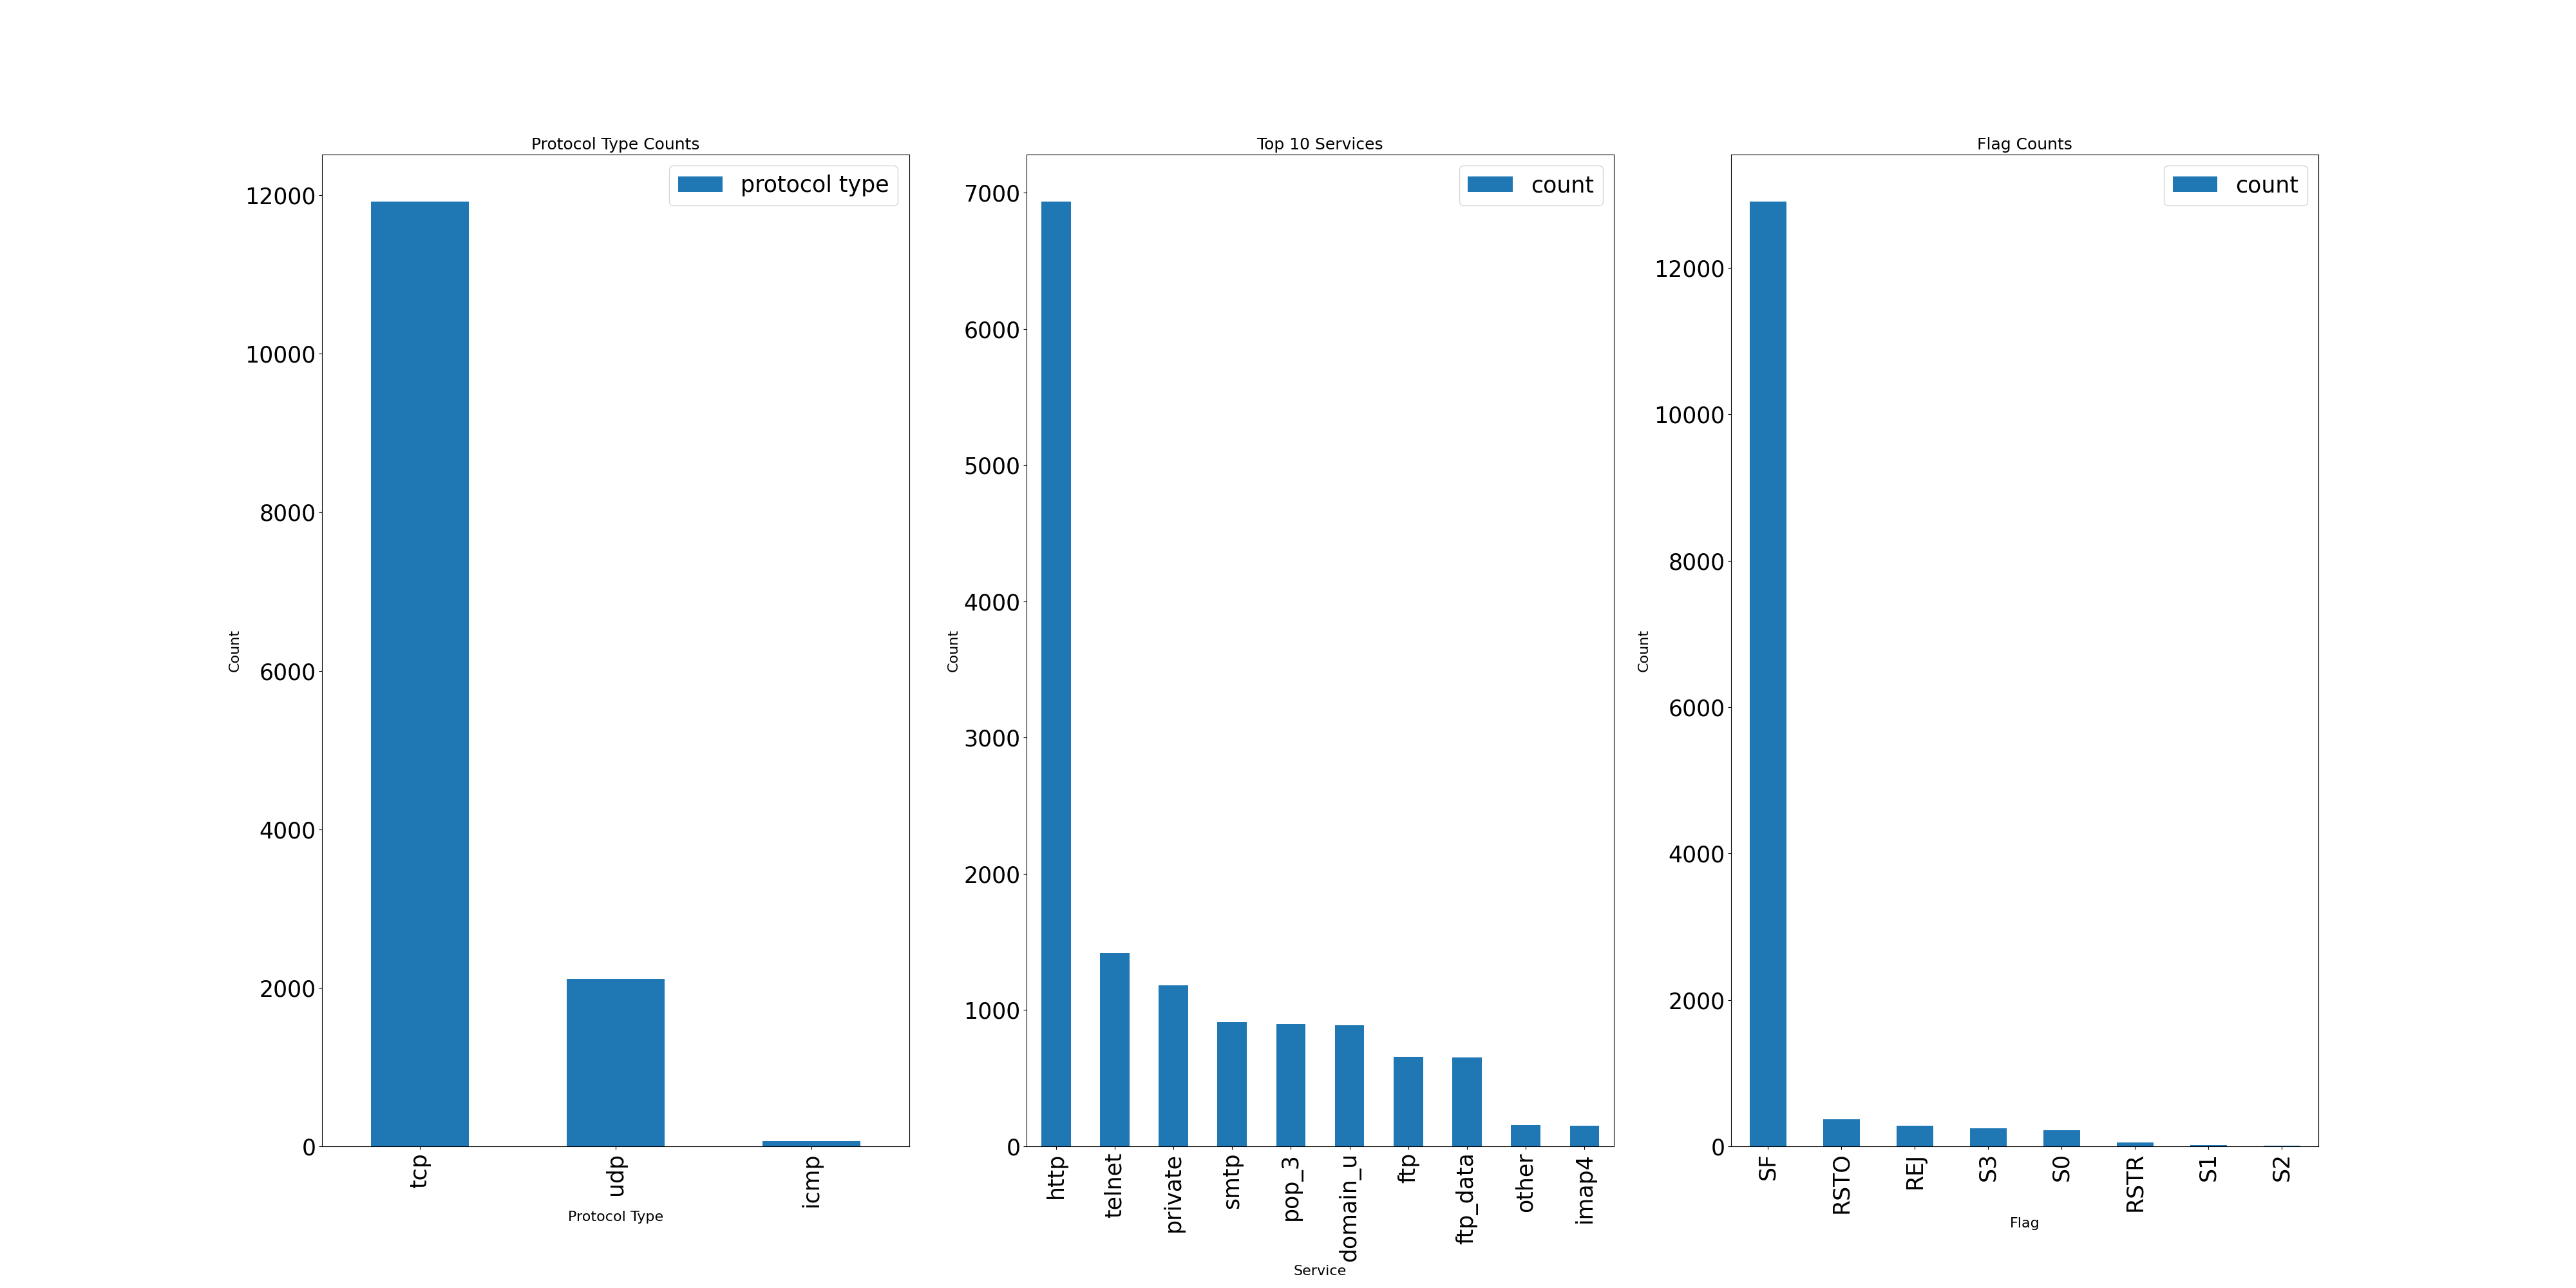 Protocol Type Counts
protocol type
12000
10000
8000
6000
4000
2000
0
Count
tcp
udp
icmp
Protocol Type
Top 10 Services
count
7000
6000
5000
4000
3000
2000
1000
0
Count
http
telnet
private
smtp
pop_3
domain_u
ftp
ftp_data
other
imap4
Service
Flag Counts
count
12000
10000
8000
6000
4000
2000
0
Count
SF
RSTO
REJ
S3
S0
RSTR
S1
S2
Flag